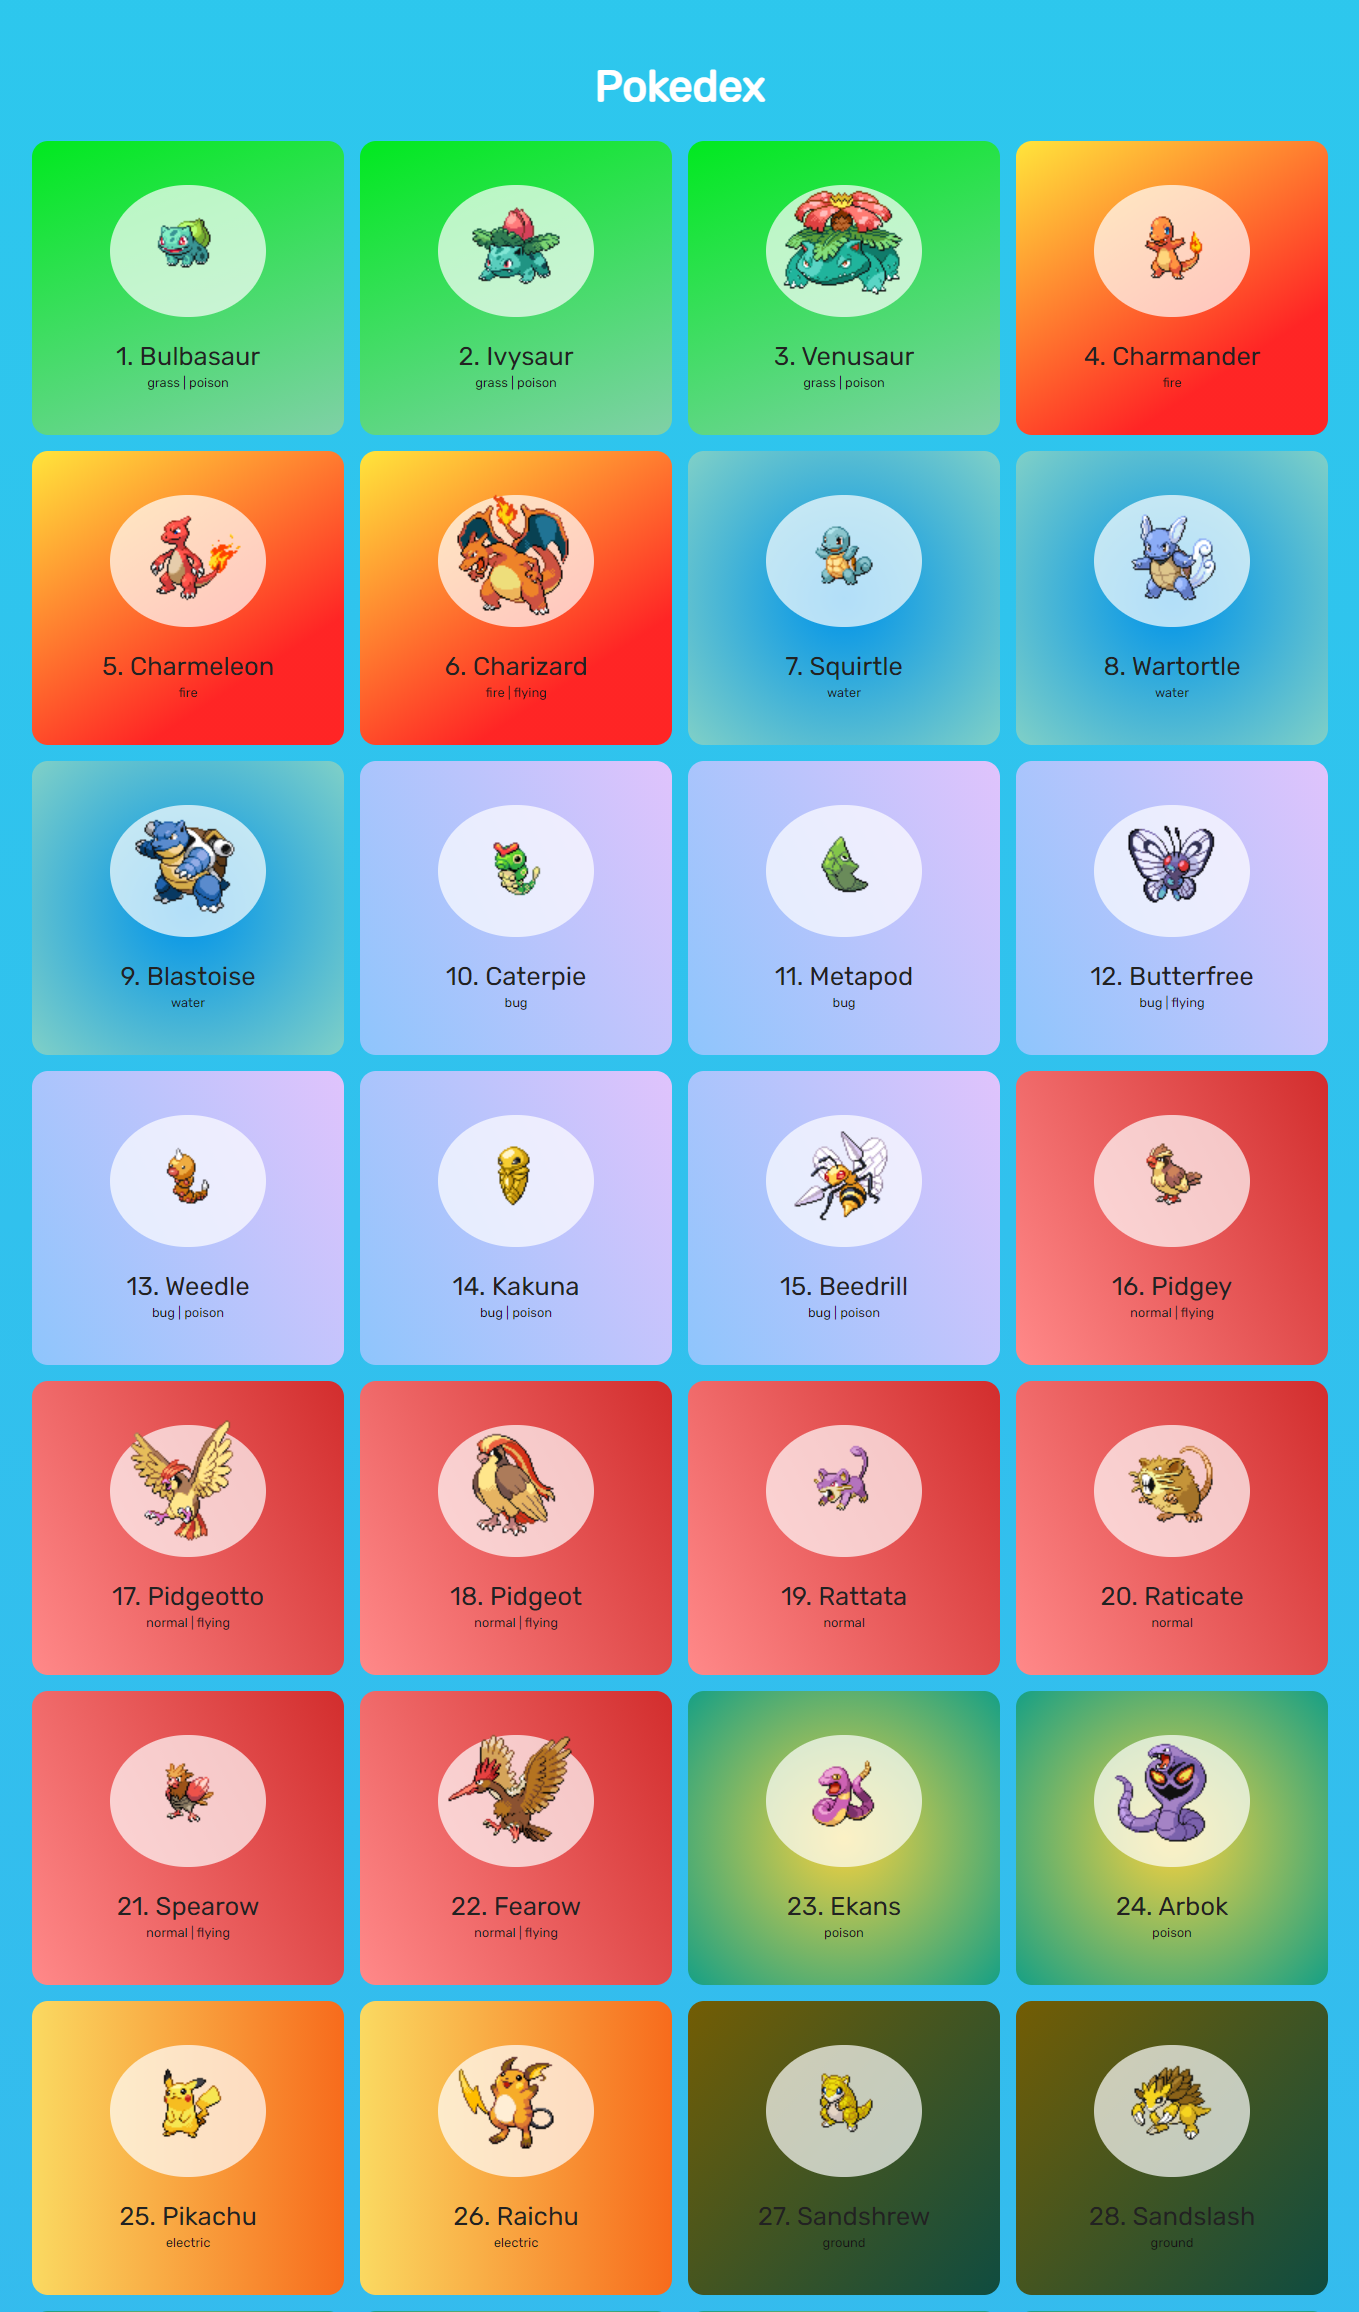 Pokedex
1. Bulbasaur
grass | poison
2. Ivysaur
grass | poison
3. Venusaur
grass | poison
4. Charmander
fire
5. Charmeleon
fire
6. Charizard
fire | flying
7. Squirtle
water
8. Wartortle
water
9. Blastoise
water
10. Caterpie
bug
11. Metapod
bug
12. Butterfree
bug | flying
13. Weedle
bug | poison
14. Kakuna
bug | poison
15. Beedrill
bug | poison
16. Pidgey
normal | flying
17. Pidgeotto
normal | flying
18. Pidgeot
normal | flying
19. Rattata
normal
20. Raticate
normal
21. Spearow
normal | flying
22. Fearow
normal | flying
23. Ekans
poison
24. Arbok
poison
25. Pikachu
electric
26. Raichu
electric
27. Sandshrew
ground
28. Sandslash
ground